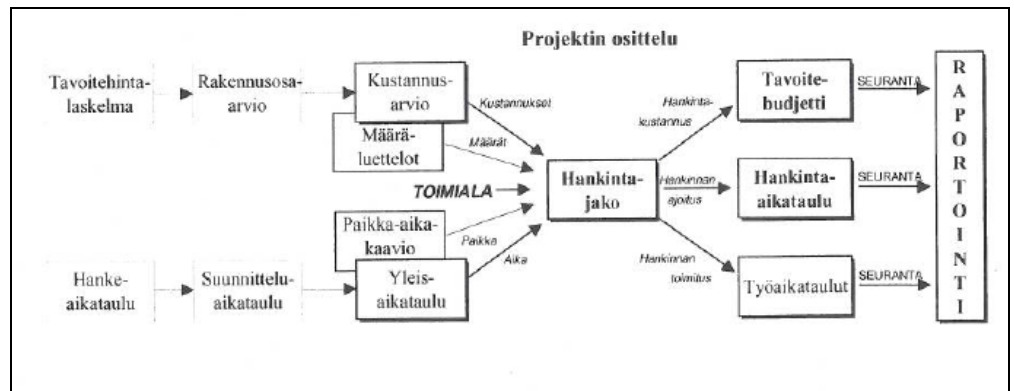 Projektin osittelu
Tavoitehinta-
laskelma
Rakennusosa-
arvio
Kustannus-
arvio
Määrä-
luettelot
Kustannukset
Määrät
TOIMIALA
Paikka-aika-
kaavio
Yleis-
aikataulu
Paikka
Aika
Hanke-
aikataulu
Suunnittelu-
aikataulu
Hankinta-
jako
Hankinta-
kustannus
Hankinnan
ajoitus
Hankinnan
toimitus
Tavoite-
budjetti
Hankinta-
aikataulu
Työaikataulut
SEURANTA
SEURANTA
SEURANTA
R
A
P
O
R
T
O
I
N
T
I